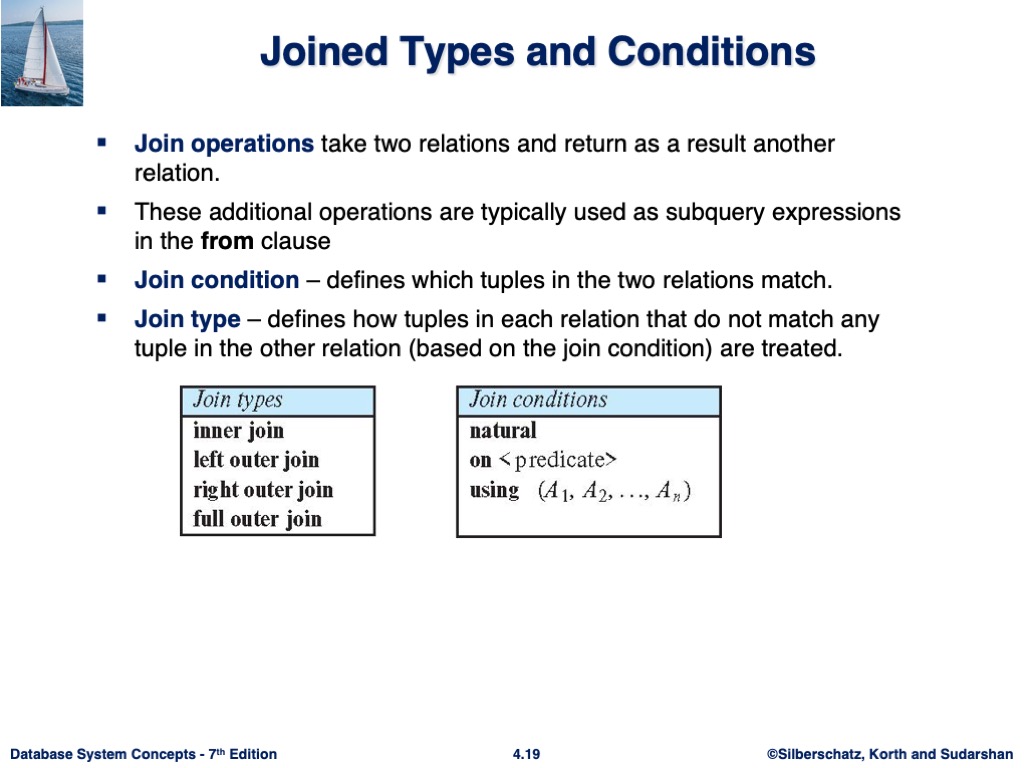 Joined Types and Conditions
▪ Join operations take two relations and return as a result another
relation.
▪ These additional operations are typically used as subquery expressions
in the from clause
▪ Join condition – defines which tuples in the two relations match.
▪ Join type – defines how tuples in each relation that do not match any
tuple in the other relation (based on the join condition) are treated.
Join types
inner join
left outer join
right outer join
full outer join
Join conditions
natural
on <predicate>
using (A₁, A₂, …, Aₙ)
Database System Concepts - 7th Edition
4.19
©Silberschatz, Korth and Sudarshan